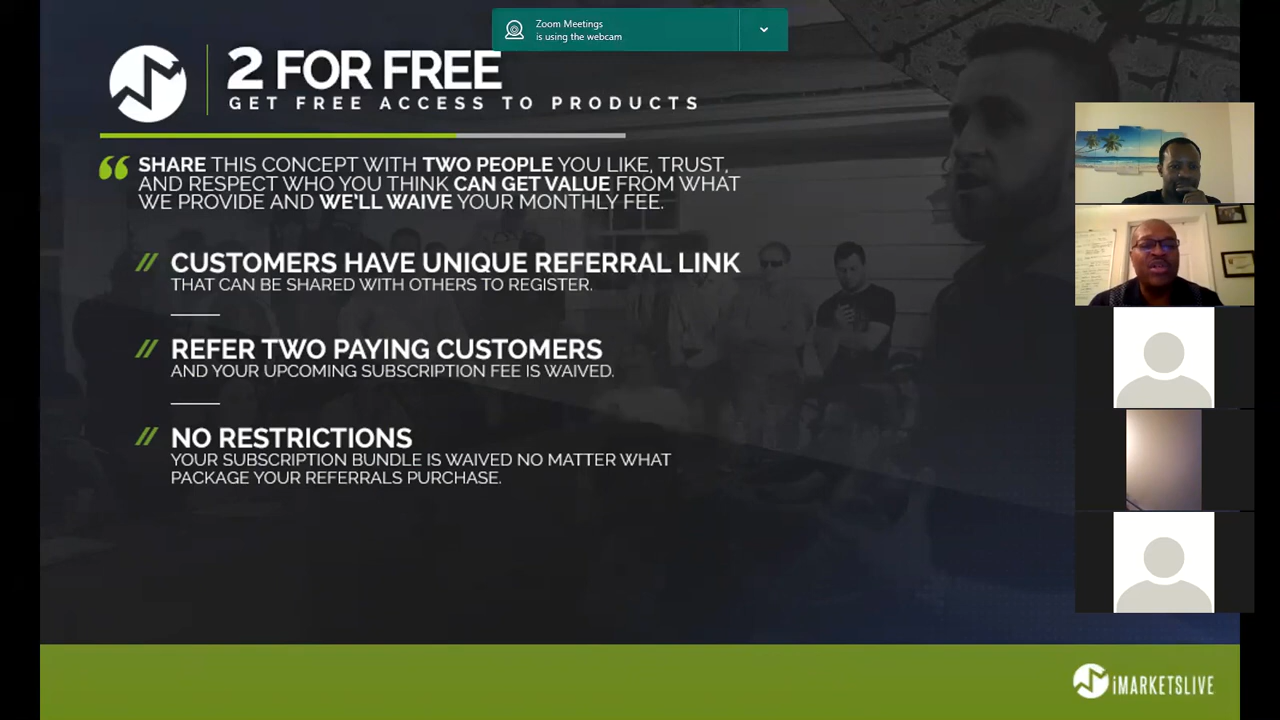 Zoom Meetings
is using the webcam
2 FOR FREE
GET FREE ACCESS TO PRODUCTS
“ SHARE THIS CONCEPT WITH TWO PEOPLE YOU LIKE, TRUST,
AND RESPECT WHO YOU THINK CAN GET VALUE FROM WHAT
WE PROVIDE AND WE'LL WAIVE YOUR MONTHLY FEE.
// CUSTOMERS HAVE UNIQUE REFERRAL LINK
THAT CAN BE SHARED WITH OTHERS TO REGISTER.
// REFER TWO PAYING CUSTOMERS
AND YOUR UPCOMING SUBSCRIPTION FEE IS WAIVED.
// NO RESTRICTIONS
YOUR SUBSCRIPTION BUNDLE IS WAIVED NO MATTER WHAT
PACKAGE YOUR REFERRALS PURCHASE.
iMARKETSLIVE